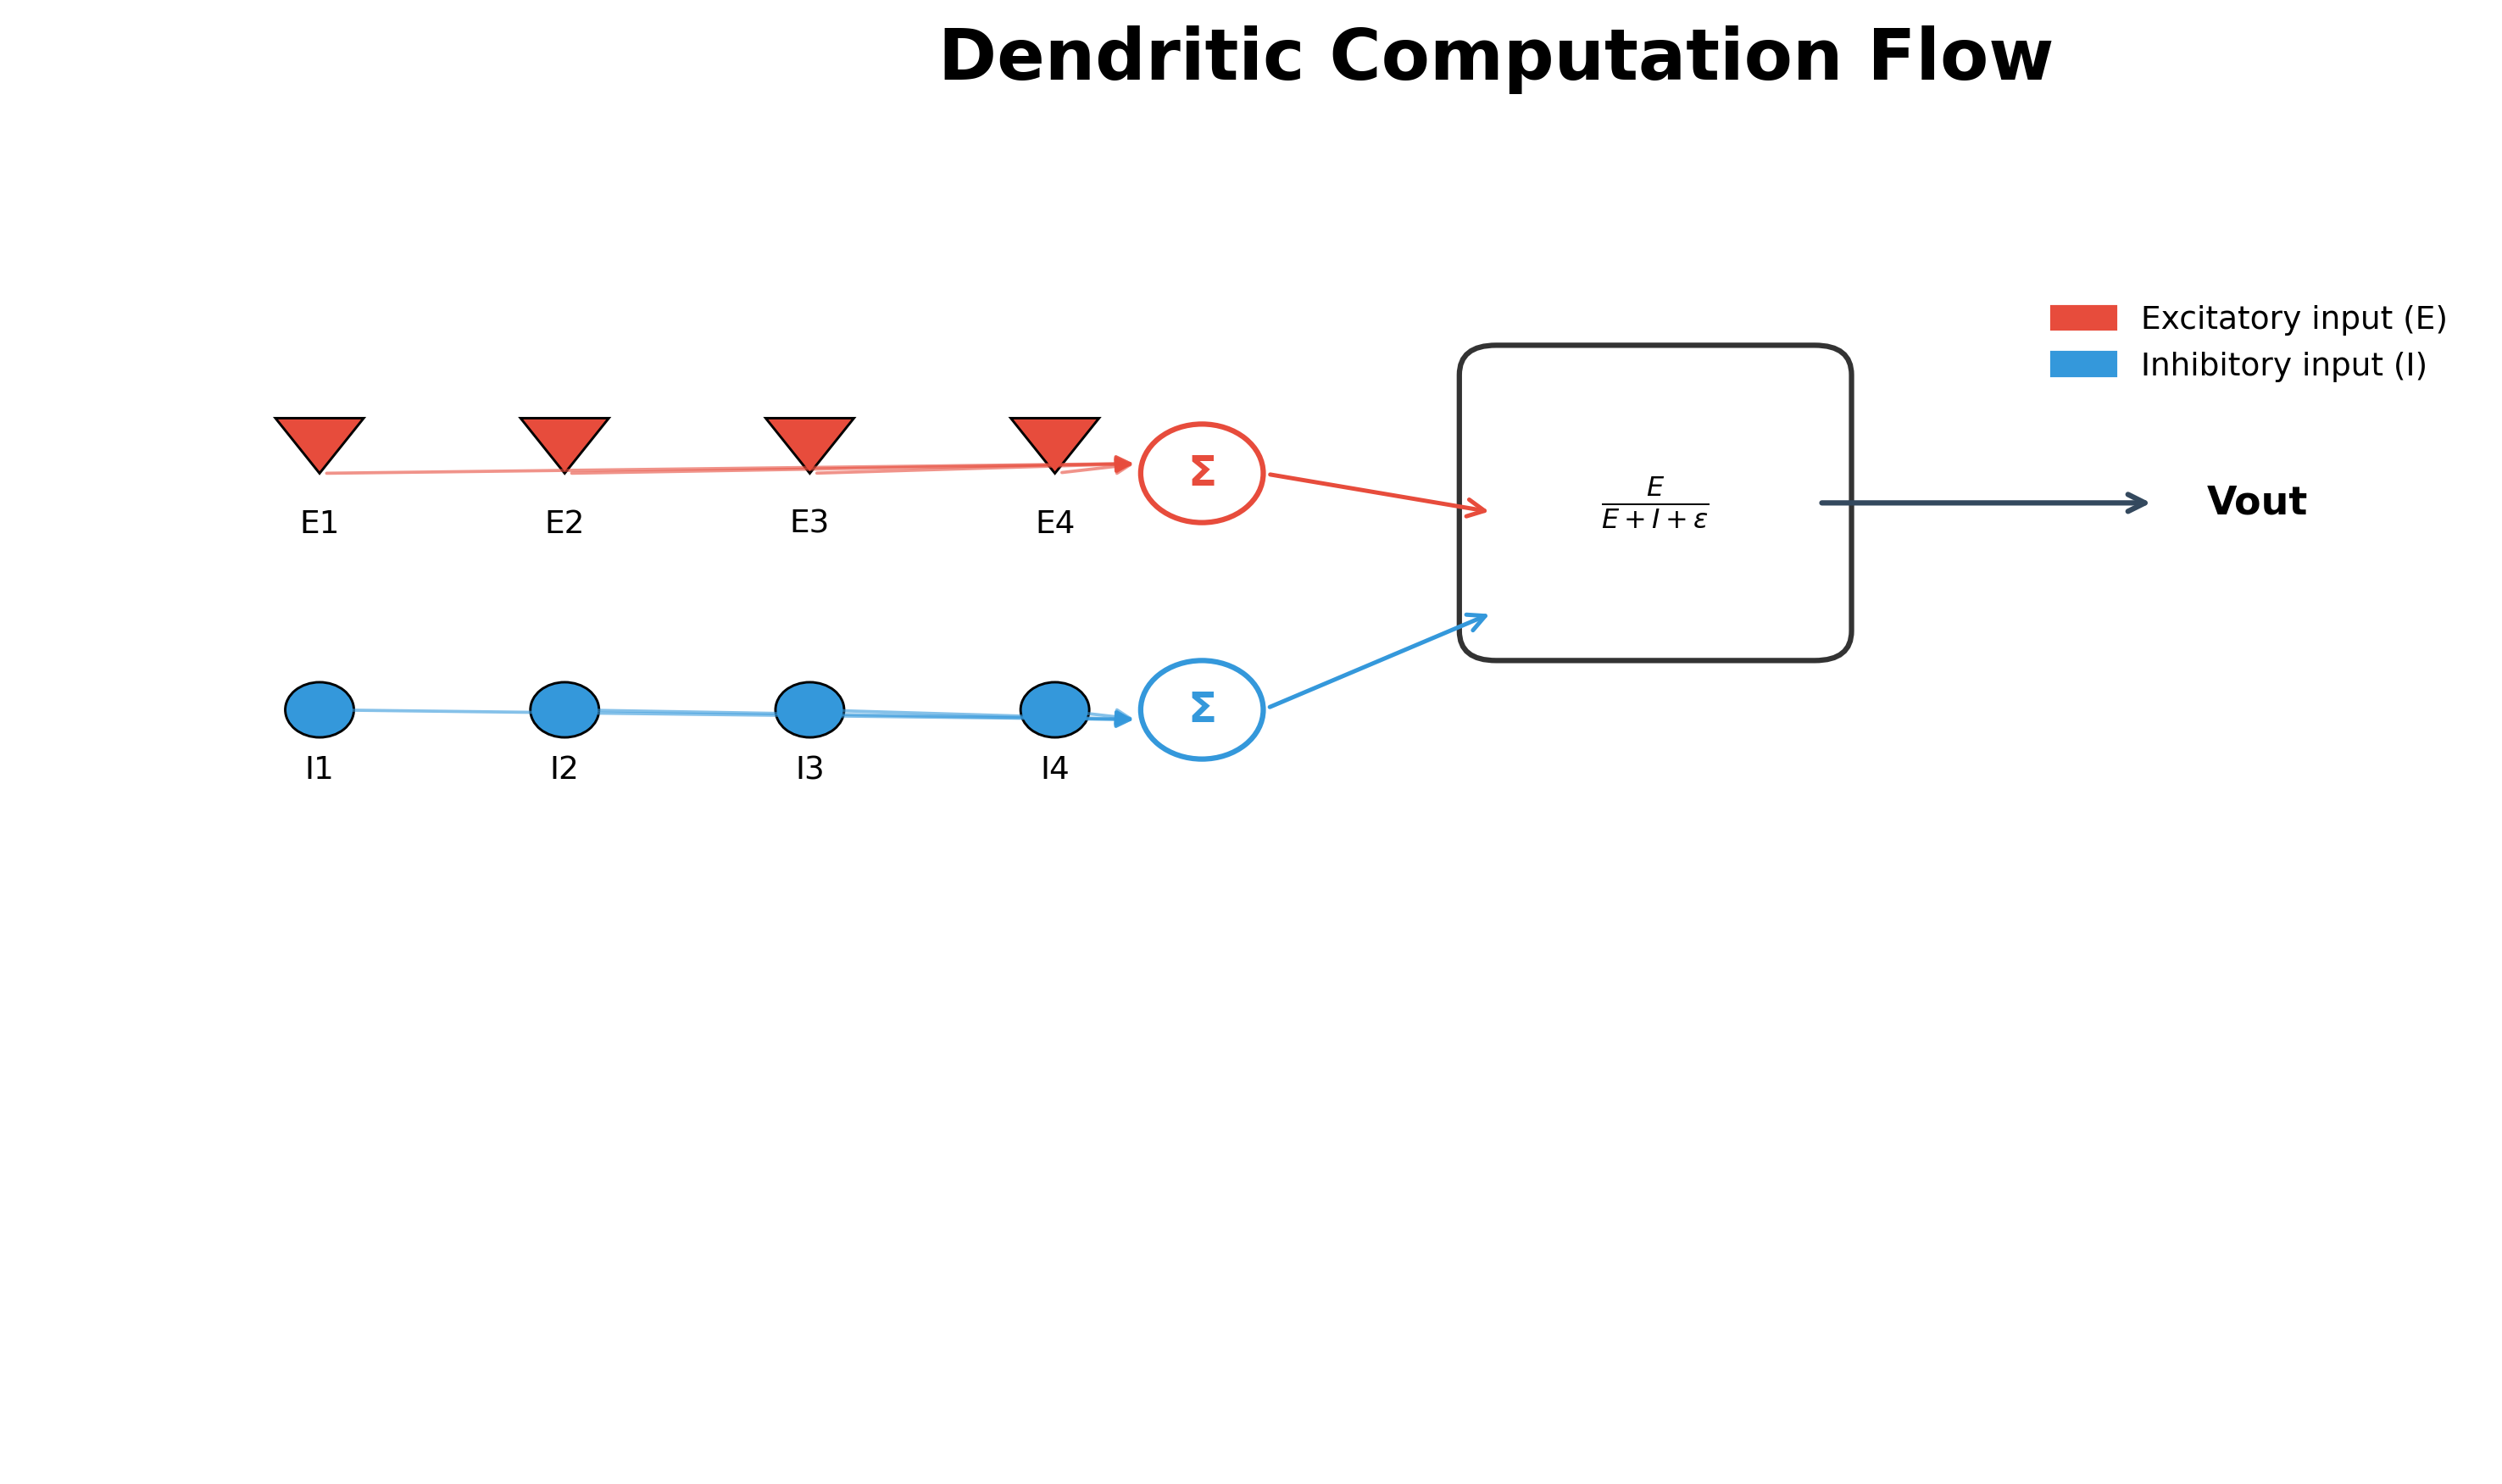 Dendritic Computation Flow
Excitatory input (E)
Inhibitory input (I)
E1 E2 E3 E4
Σ
E
E + I + ε
Vout
I1 I2 I3 I4
Σ